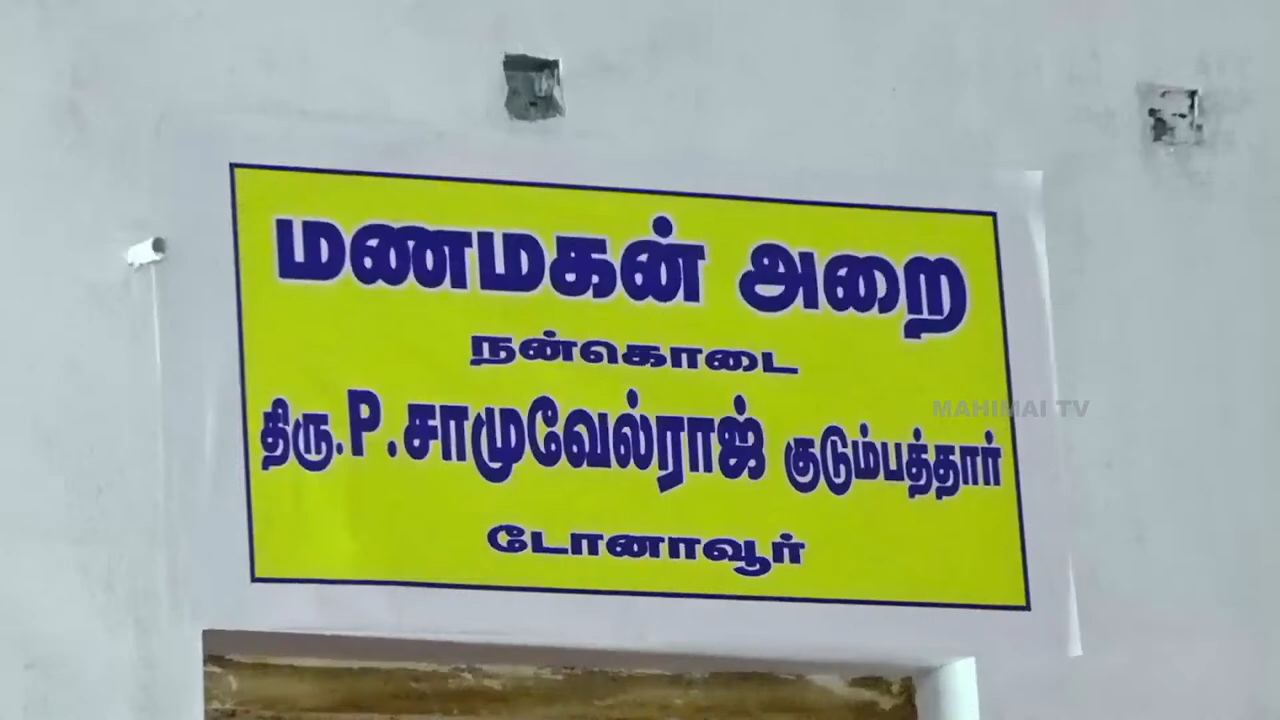 மணமகன் அறை
நன்கொடை
திரு.P.சாமுவேல்ராஜ் குடும்பத்தார்
டோனாவூர்
MAHIMAI TV